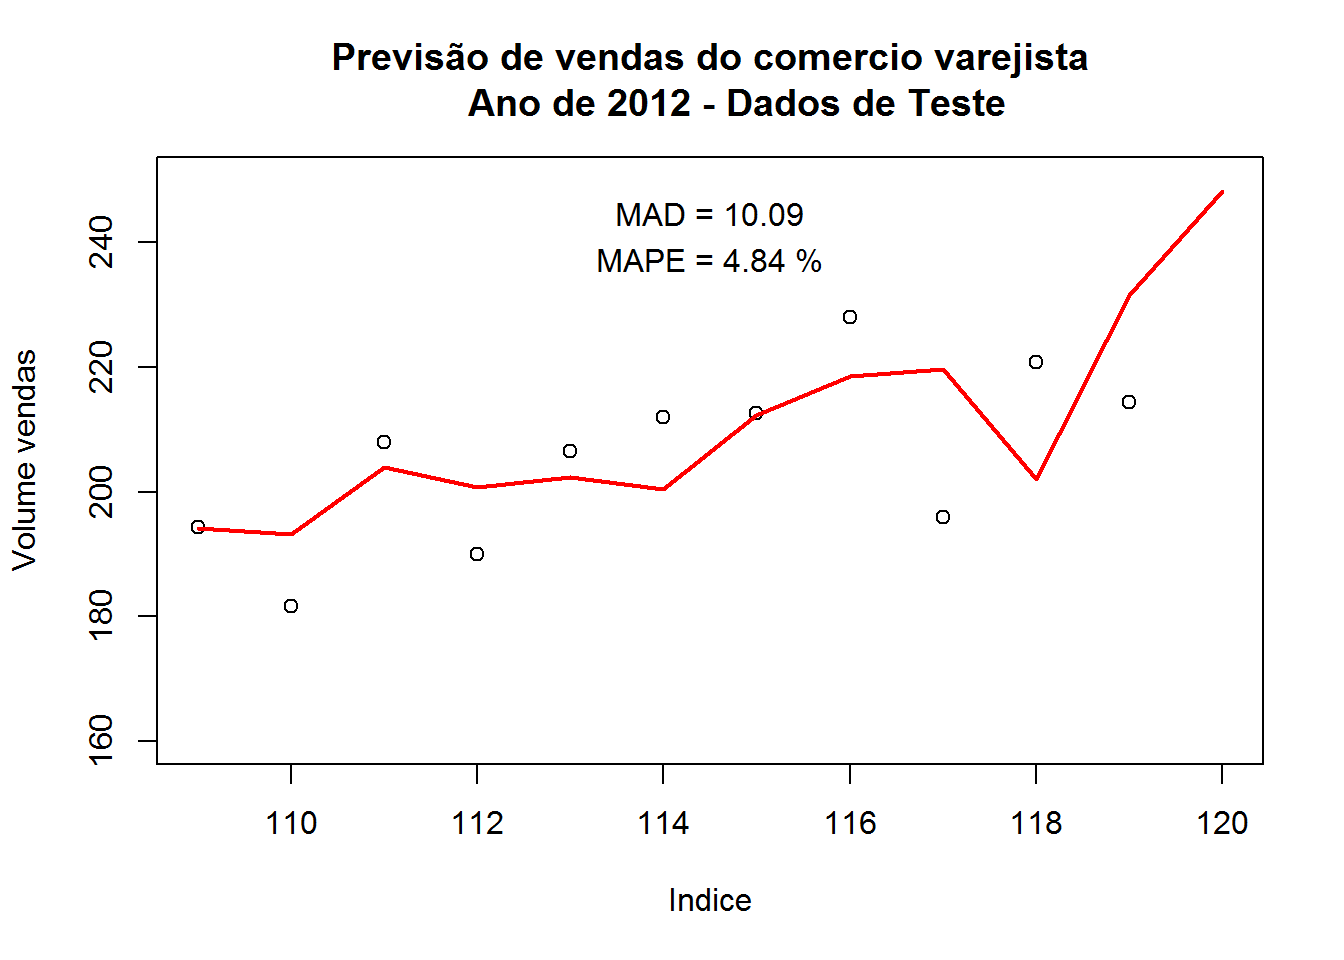 Previsão de vendas do comercio varejista
Ano de 2012 - Dados de Teste
MAD = 10.09
MAPE = 4.84 %
Volume vendas
240
220
200
180
160
110 112 114 116 118 120
Indice